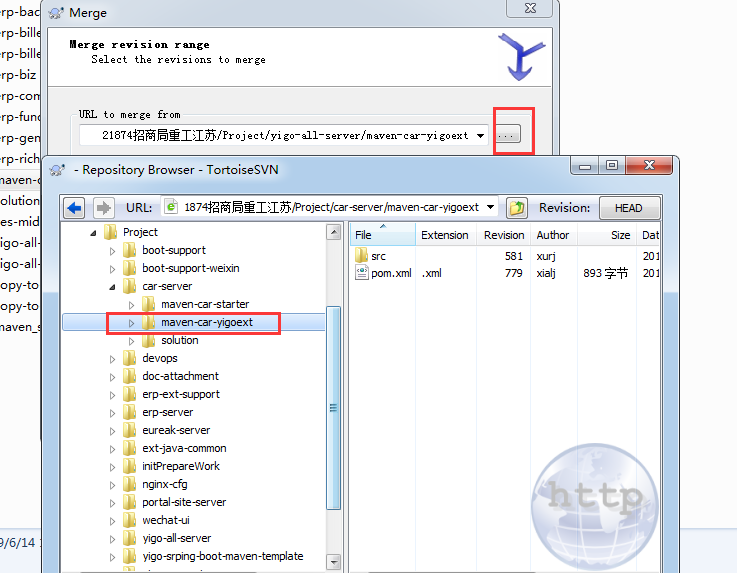 erp-bac
Merge
erp-bille
erp-bille
erp-biz
Merge revision range
Select the revisions to merge
erp-com
erp-func
URL to merge from
erp-gen
21874招商局重工江苏/Project/yigo-all-server/maven-car-yigoext
...
erp-rich
maven-c
- Repository Browser - TortoiseSVN
solution
es-mid
URL:
1874招商局重工江苏/Project/car-server/maven-car-yigoext
Revision:
HEAD
yigo-all-
yigo-all-
opy-to
opy-to
maven_s
Project
boot-support
boot-support-weixin
car-server
maven-car-starter
maven-car-yigoext
solution
devops
doc-attachment
erp-ext-support
erp-server
eureak-server
ext-java-common
initPrepareWork
nginx-cfg
portal-site-server
wechat-ui
yigo-all-server
yigo-srping-boot-maven-template
File Extension Revision Author Size Dat
src 581 xurj 201
pom.xml .xml 779 xialj 893 字节 201
http
9/6/14